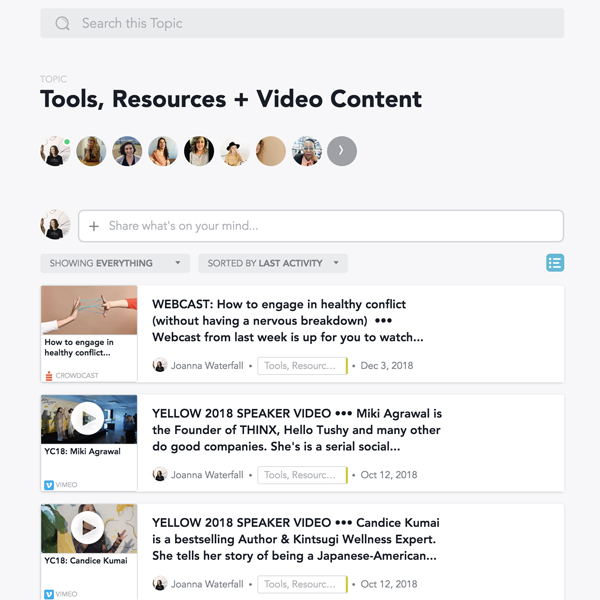 Search this Topic
TOPIC
Tools, Resources + Video Content
Share what's on your mind...
SHOWING EVERYTHING
SORTED BY LAST ACTIVITY
WEBCAST: How to engage in healthy conflict
(without having a nervous breakdown) •••
Webcast from last week is up for you to watch...
How to engage in
healthy conflict...
CROWDCAST
Joanna Waterfall • Tools, Resourc... • Dec 3, 2018
YELLOW 2018 SPEAKER VIDEO ••• Miki Agrawal is
the Founder of THINX, Hello Tushy and many other
do good companies. She's is a serial social...
YC18: Miki Agrawal
VIMEO
Joanna Waterfall • Tools, Resourc... • Oct 12, 2018
YELLOW 2018 SPEAKER VIDEO ••• Candice Kumai
is a bestselling Author & Kintsugi Wellness Expert.
She tells her story of being a Japanese-American...
YC18: Candice Kumai
VIMEO
Joanna Waterfall • Tools, Resourc... • Oct 12, 2018